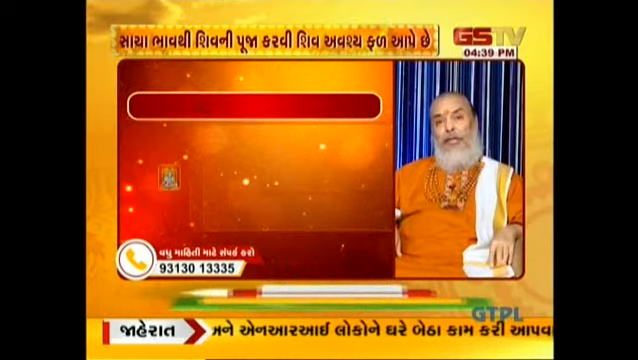 સાચા ભાવથી શિવની પૂજા કરવી શિવ અવશ્ય ફળ આપે છે
GSTV
04:39 PM
વધુ માહિતી માટે સંપર્ક કરો
93130 13335
GTPL
જાહેરાત
અને એનઆરઆઈ લોકોને ઘરે બેઠા કામ કરી આપવા